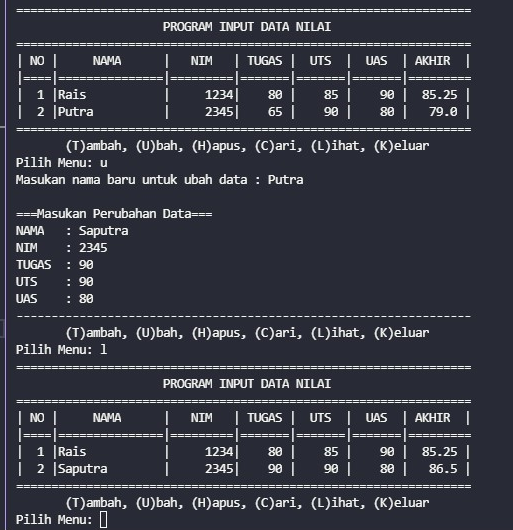 =================================================================
PROGRAM INPUT DATA NILAI
=================================================================
| NO |     NAMA      |   NIM   | TUGAS |  UTS  |  UAS  | AKHIR  |
|====|===============|=========|=======|=======|=======|=========
|  1 |Rais           |     1234|   80  |   85  |    90 |  85.25 |
|  2 |Putra          |     2345|   65  |   90  |    80 |   79.0 |
=================================================================
(T)ambah, (U)bah, (H)apus, (C)ari, (L)ihat, (K)eluar
Pilih Menu: u
Masukan nama baru untuk ubah data : Putra

===Masukan Perubahan Data===
NAMA   : Saputra
NIM    : 2345
TUGAS  : 90
UTS    : 90
UAS    : 80
-----------------------------------------------------------------
(T)ambah, (U)bah, (H)apus, (C)ari, (L)ihat, (K)eluar
Pilih Menu: l
=================================================================
PROGRAM INPUT DATA NILAI
=================================================================
| NO |     NAMA      |   NIM   | TUGAS |  UTS  |  UAS  | AKHIR  |
|====|===============|=========|=======|=======|=======|=========
|  1 |Rais           |     1234|   80  |   85  |    90 |  85.25 |
|  2 |Saputra        |     2345|   90  |   90  |    80 |   86.5 |
=================================================================
(T)ambah, (U)bah, (H)apus, (C)ari, (L)ihat, (K)eluar
Pilih Menu: